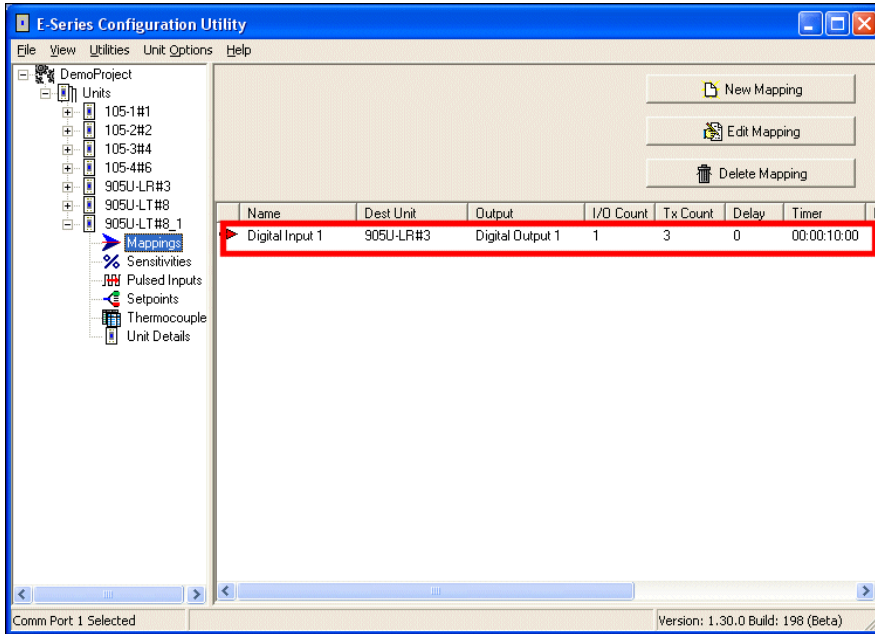 E-Series Configuration Utility
File View Utilities Unit Options Help
DemoProject
Units
105-1#1
105-2#2
105-3#4
105-4#6
905U-LR#3
905U-LT#8
905U-LT#8_1
Mappings
Sensitivities
Pulsed Inputs
Setpoints
Thermocouple
Unit Details
New Mapping
Edit Mapping
Delete Mapping
Name Dest Unit Output I/O Count Tx Count Delay Timer
Digital Input 1 905U-LR#3 Digital Output 1 1 3 0 00:00:10:00
Comm Port 1 Selected
Version: 1.30.0 Build: 198 (Beta)